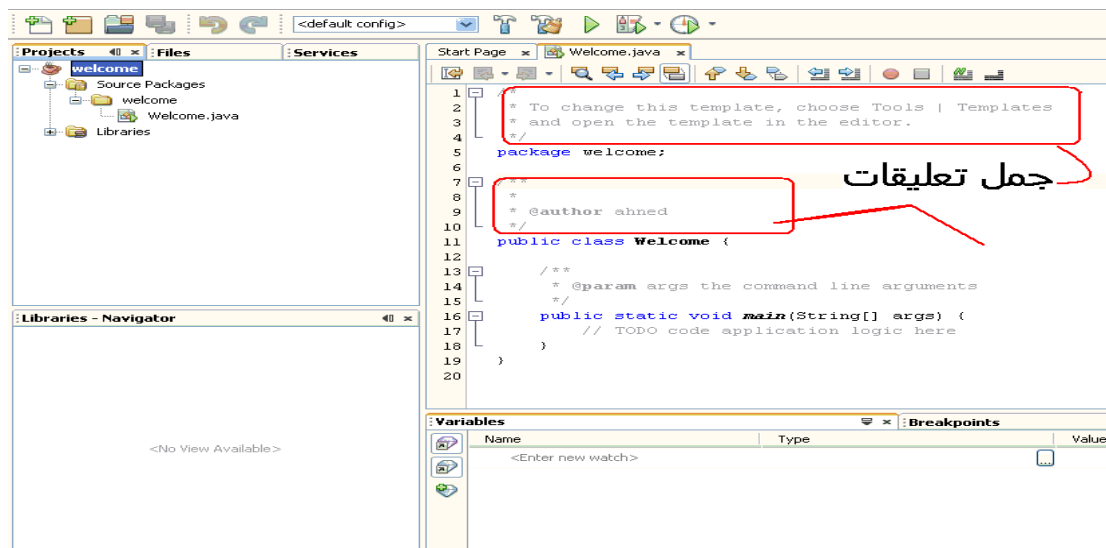 <default config>
Projects
Files
Services
welcome
Source Packages
welcome
Welcome.java
Libraries
Start Page
Welcome.java
1 /*
2 * To change this template, choose Tools | Templates
3 * and open the template in the editor.
4 */
5 package welcome;
6
7 /**
8 *
9 * @author ahned
10 */
11 public class Welcome {
12
13 /**
14 * @param args the command line arguments
15 */
16 public static void main(String[] args) {
17 // TODO code application logic here
18 }
19 }
20
جمل تعليقات
Libraries - Navigator
<No View Available>
Variables
Breakpoints
Name Type Value
<Enter new watch>
...